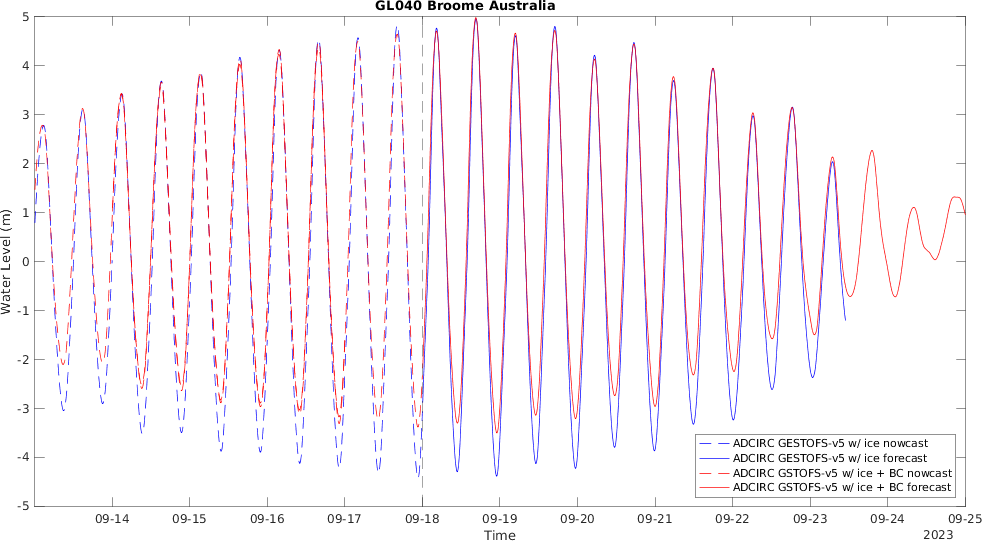 GL040 Broome Australia
5
4
3
2
1
0
-1
-2
-3
-4
-5
Water Level (m)
ADCIRC GESTOFS-v5 w/ ice nowcast
ADCIRC GESTOFS-v5 w/ ice forecast
ADCIRC GSTOFS-v5 w/ ice + BC nowcast
ADCIRC GSTOFS-v5 w/ ice + BC forecast
09-14 09-15 09-16 09-17 09-18 09-19 09-20 09-21 09-22 09-23 09-24 09-25
Time
2023